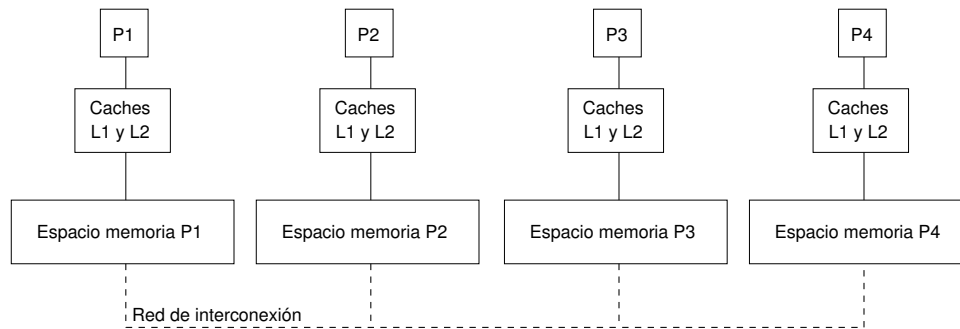 P1
P2
P3
P4
Caches
L1 y L2
Caches
L1 y L2
Caches
L1 y L2
Caches
L1 y L2
Espacio memoria P1
Espacio memoria P2
Espacio memoria P3
Espacio memoria P4
Red de interconexión